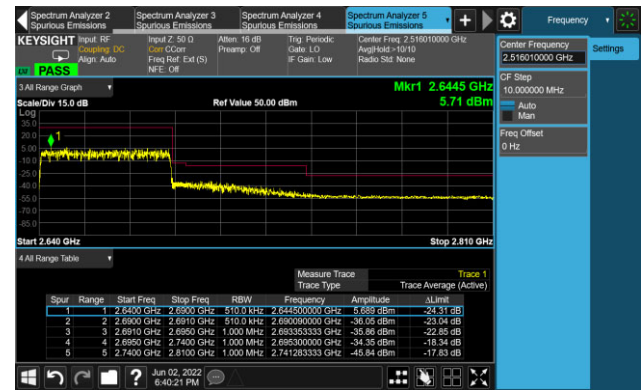 Spectrum Analyzer 2
Spurious Emissions
Spectrum Analyzer 3
Spurious Emissions
Spectrum Analyzer 4
Spurious Emissions
Spectrum Analyzer 5
Spurious Emissions
Frequency
KEYSIGHT
Input: RF
Coupling: DC
Align: Auto
Input Z: 50 Ω
Corr CCorr
Freq Ref: Ext (S)
NFE: Off
Atten: 16 dB
Preamp: Off
Trig: Periodic
Gate: LO
IF Gain: Low
Center Freq: 2.516010000 GHz
Avg|Hold:>10/10
Radio Std: None
LXI
PASS
Center Frequency
2.516010000 GHz
Settings
CF Step
10.000000 MHz
Auto
Man
Freq Offset
0 Hz
3 All Range Graph
Mkr1 2.6445 GHz
5.71 dBm
Scale/Div 15.0 dB
Ref Value 50.00 dBm
Log
35.0
20.0
5.00
-10.0
-25.0
-40.0
-55.0
-70.0
-85.0
1
Start 2.640 GHz
Stop 2.810 GHz
4 All Range Table
Measure Trace Trace 1
Trace Type Trace Average (Active)
Spur Range Start Freq Stop Freq RBW Frequency Amplitude ΔLimit
1 1 2.6400 GHz 2.6900 GHz 510.0 kHz 2.644500000 GHz 5.689 dBm -24.31 dB
2 2 2.6900 GHz 2.6910 GHz 510.0 kHz 2.690090000 GHz -36.05 dBm -23.04 dB
3 3 2.6910 GHz 2.6950 GHz 1.000 MHz 2.693353333 GHz -35.86 dBm -22.85 dB
4 4 2.6950 GHz 2.7400 GHz 1.000 MHz 2.695300000 GHz -34.35 dBm -18.34 dB
5 5 2.7400 GHz 2.8100 GHz 1.000 MHz 2.741283333 GHz -45.84 dBm -17.83 dB
Jun 02, 2022
6:40:21 PM